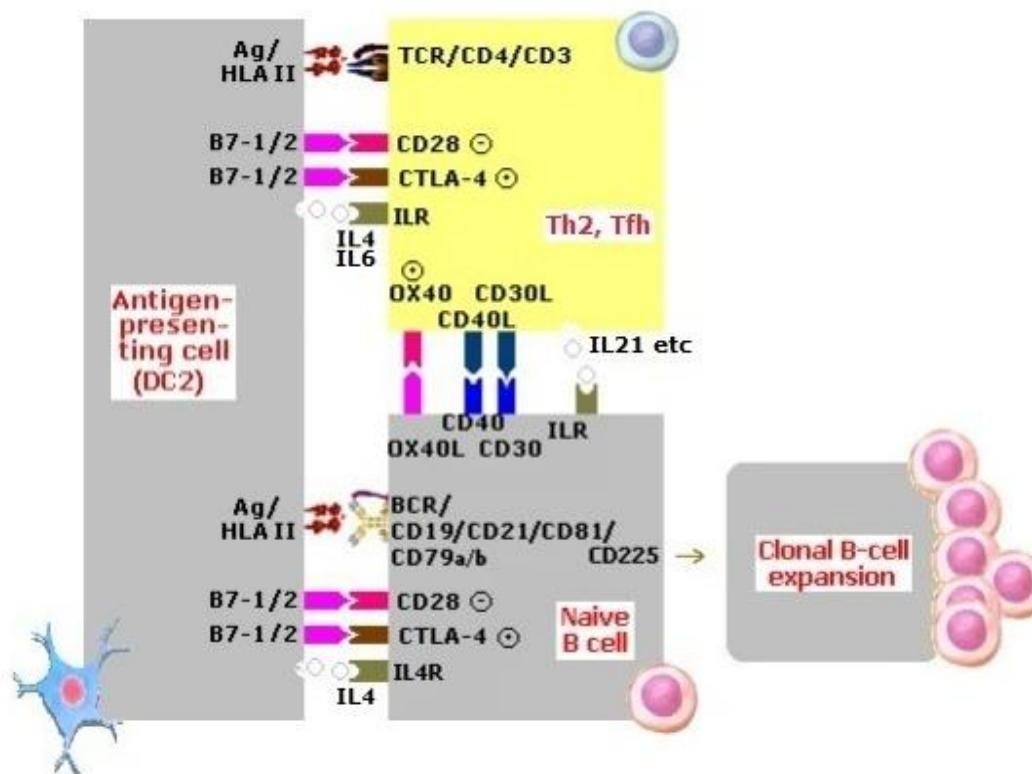 Ag/
HLA II
TCR/CD4/CD3
B7-1/2
CD28 ⊖
B7-1/2
CTLA-4 ⊕
ILR
IL4
IL6
Th2, Tfh
⊕
OX40 CD30L
CD40L
IL21 etc
Antigen-
presen-
ting cell
(DC2)
CD40
ILR
OX40L CD30
Ag/
HLA II
BCR/
CD19/CD21/CD81/
CD79a/b
CD225 →
Clonal B-cell
expansion
B7-1/2
CD28 ⊖
B7-1/2
CTLA-4 ⊕
IL4R
IL4
Naive
B cell